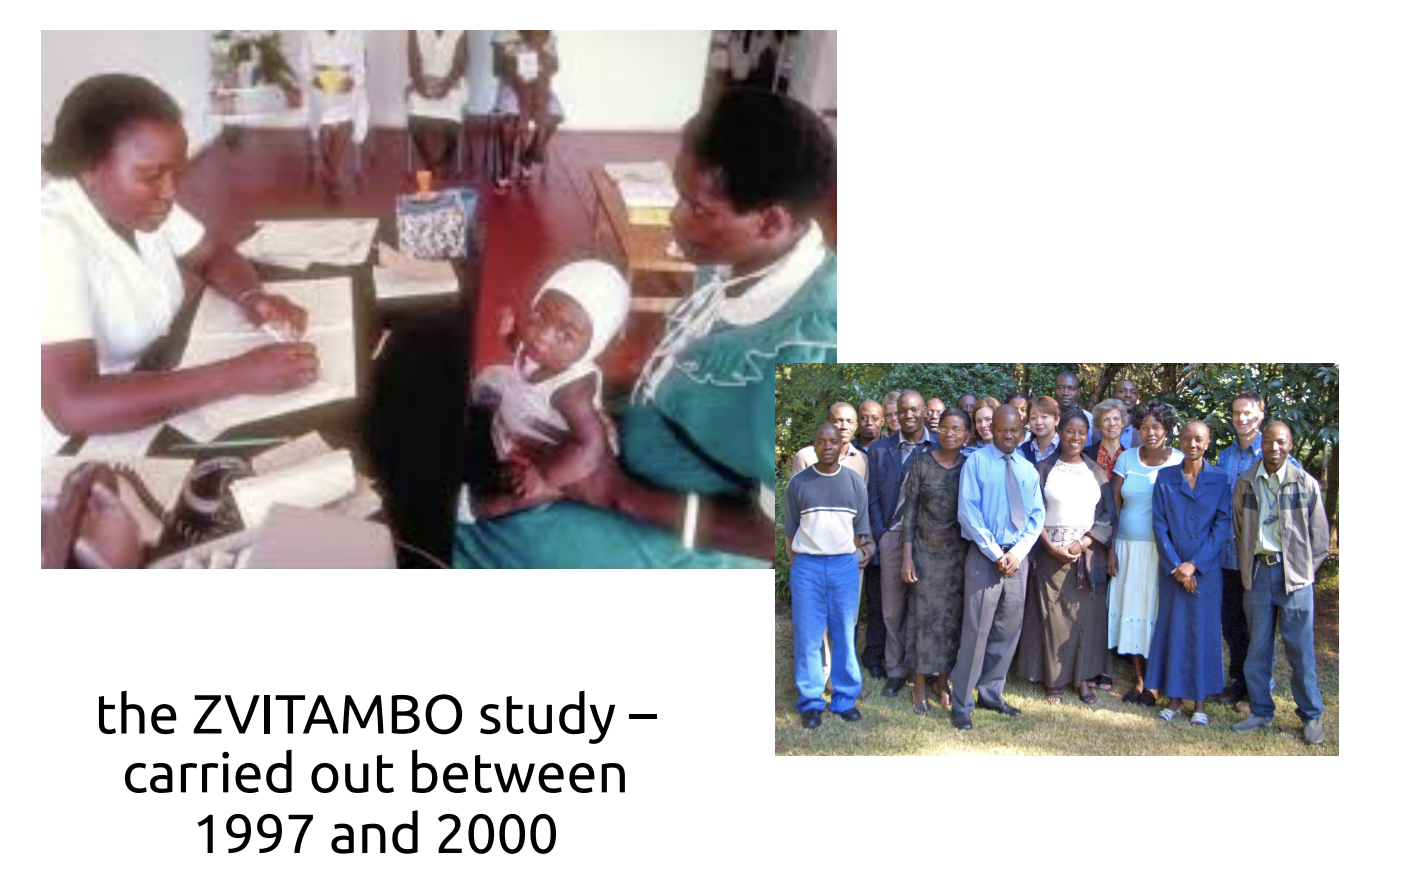 the ZVITAMBO study –
carried out between
1997 and 2000